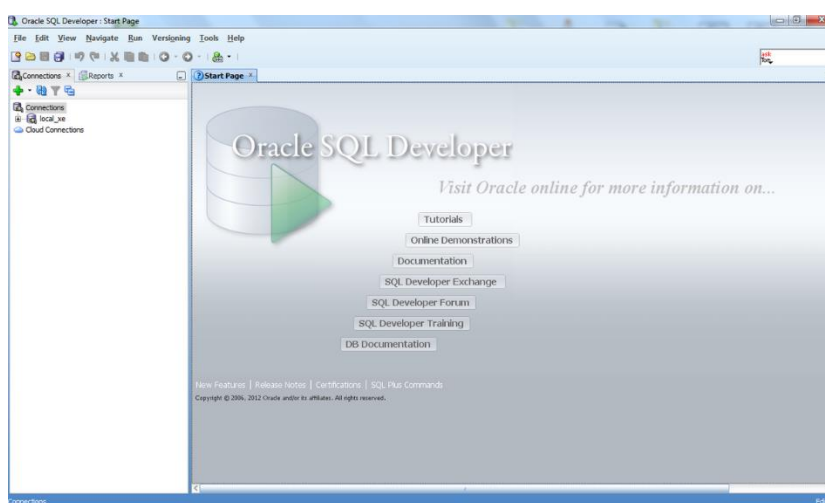 Oracle SQL Developer : Start Page
File Edit View Navigate Run Versioning Tools Help
Connections Reports
Start Page
Connections
local_xe
Cloud Connections
Oracle SQL Developer
Visit Oracle online for more information on...
Tutorials
Online Demonstrations
Documentation
SQL Developer Exchange
SQL Developer Forum
SQL Developer Training
DB Documentation
New Features | Release Notes | Certifications | SQL Plus Commands
Copyright © 2006, 2012 Oracle and/or its affiliates. All rights reserved.
Connections